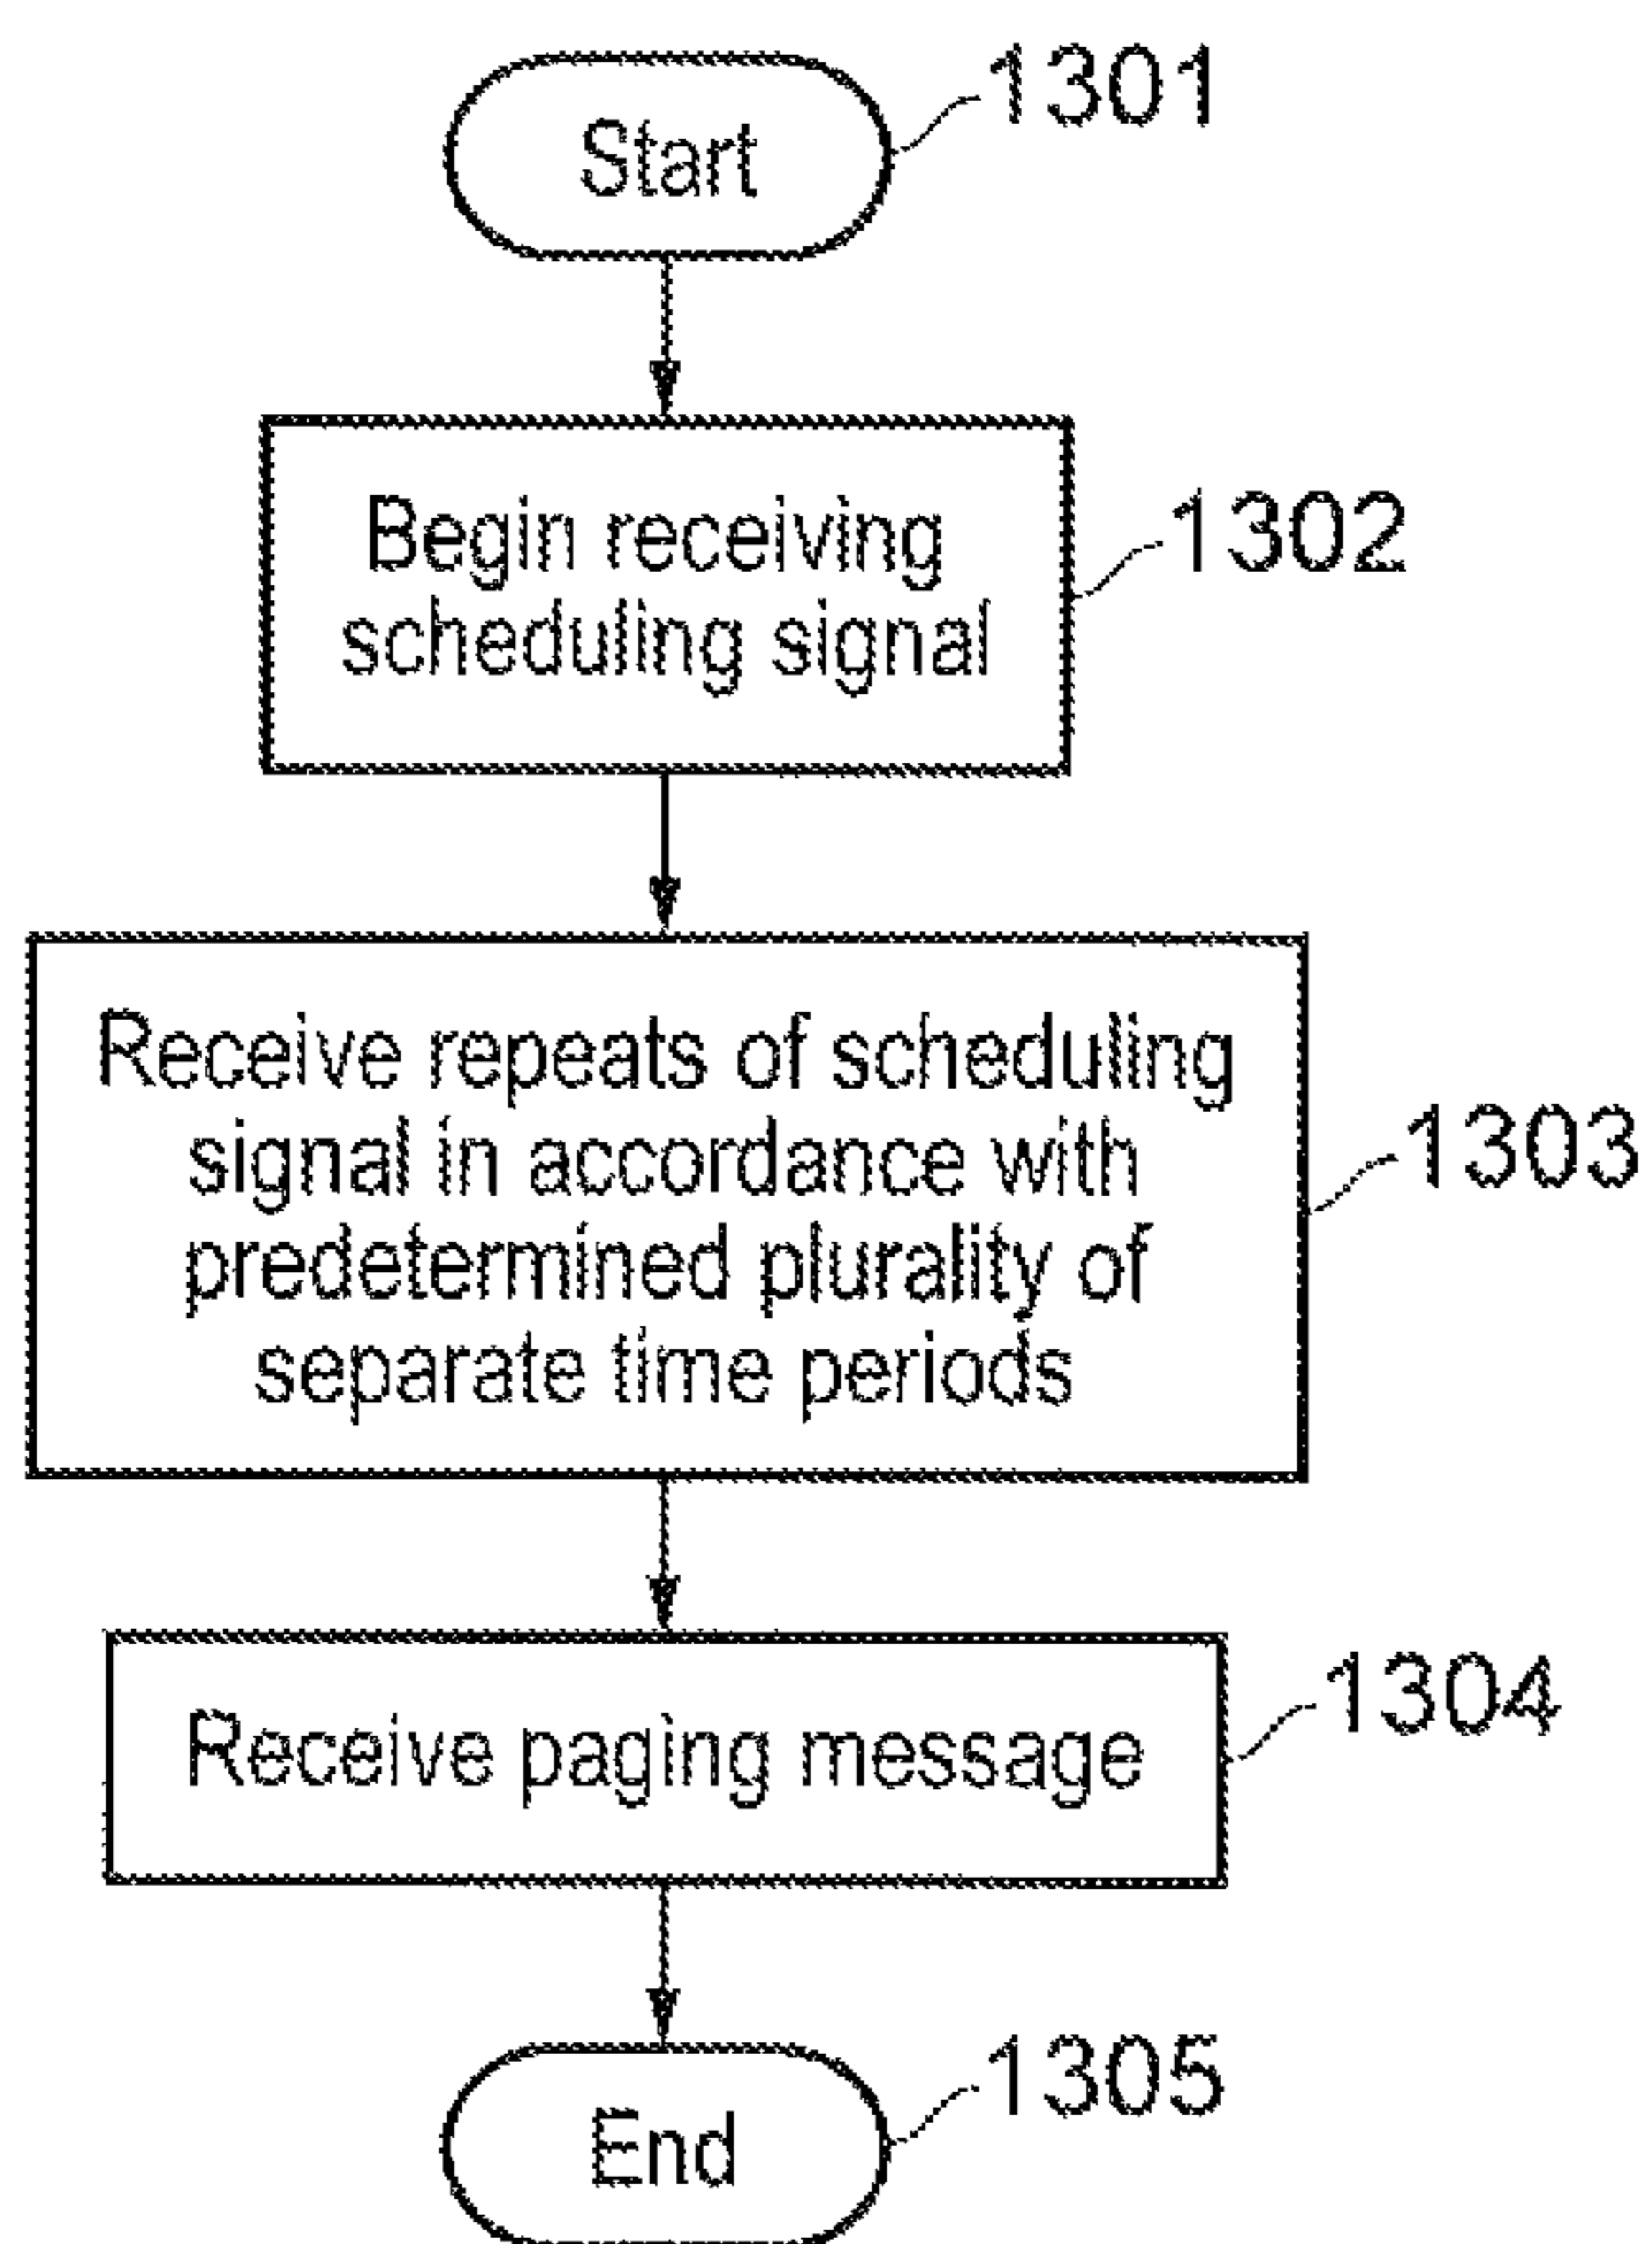 Start
1301
Begin receiving
scheduling signal
1302
Receive repeats of scheduling
signal in accordance with
predetermined plurality of
separate time periods
1303
Receive paging message
1304
End
1305